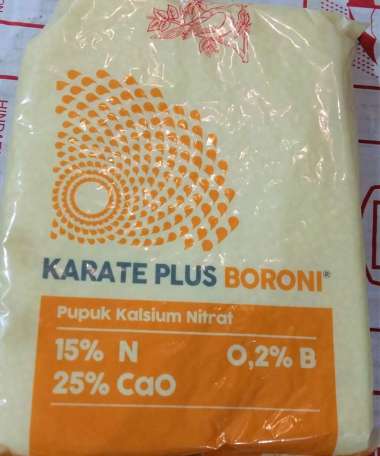 KARATE PLUS BORONI®
Pupuk Kalsium Nitrat
15% N
0,2% B
25% CaO